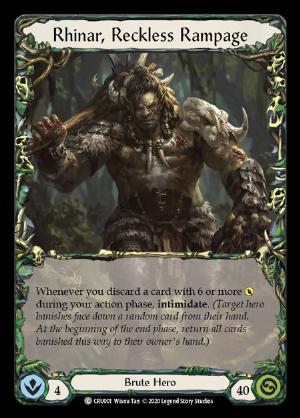 Rhinar, Reckless Rampage
Whenever you discard a card with 6 or more
during your action phase, intimidate. (Target hero
banishes face down a random card from their hand.
At the beginning of the end phase, return all cards
banished this way to their owner's hand.)
4
Brute Hero
40
© CRU001 Wisnu Tan © 2020 Legend Story Studios